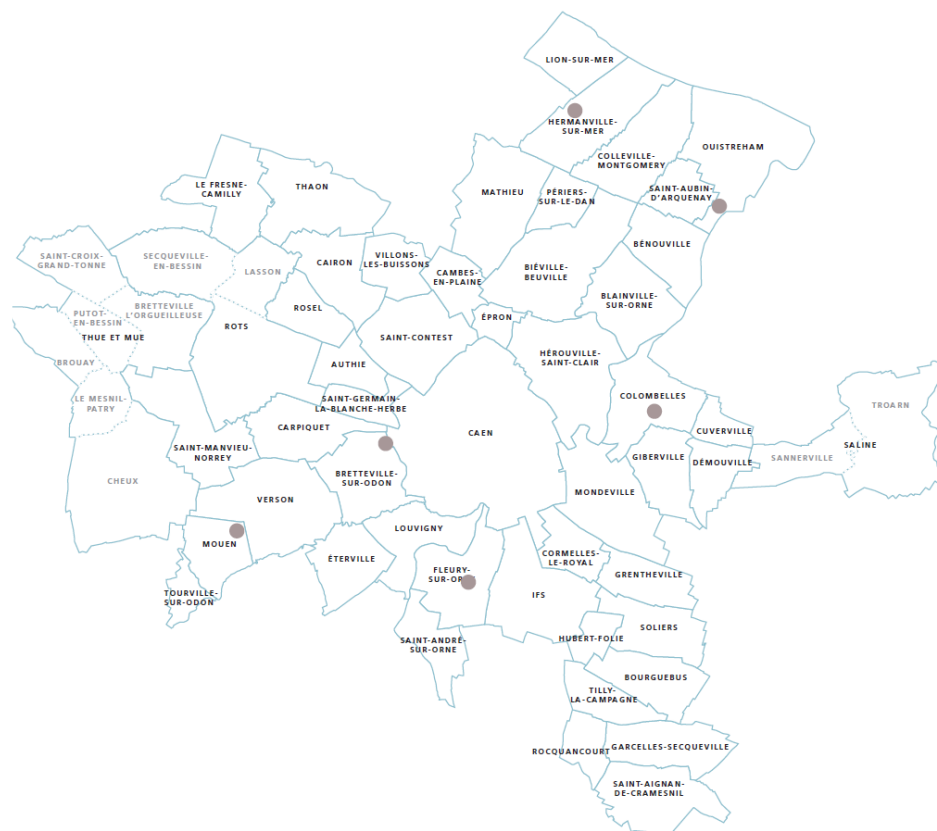 LION-SUR-MER
HERMANVILLE-
SUR-MER
OUISTREHAM
COLLEVILLE-
MONTGOMERY
LE FRESNE-
CAMILLY
THAON
MATHIEU
PÉRIERS-
SUR-LE-DAN
SAINT-AUBIN-
D'ARQUENAY
BÉNOUVILLE
SAINT-CROIX-
GRAND-TONNE
SECQUEVILLE-
EN-BESSIN
LASSON
CAIRON
VILLONS-
LES-BUISSONS
CAMBES-
EN-PLAINE
BIÉVILLE-
BEUVILLE
BLAINVILLE-
SUR-ORNE
PUTOT-
EN-BESSIN
BRETTEVILLE
L'ORGUEILLEUSE
ROSEL
ÉPRON
ROTS
THUE ET MUE
SAINT-CONTEST
HÉROUVILLE-
SAINT-CLAIR
BROUAY
AUTHIE
LE MESNIL-
PATRY
SAINT-GERMAIN-
LA-BLANCHE-HERBE
COLOMBELLES
TROARN
CARPIQUET
CAEN
CUVERVILLE
SAINT-MANVIEU-
NORREY
GIBERVILLE
DÉMOUVILLE
SANNERVILLE
SALINE
CHEUX
BRETTEVILLE-
SUR-ODON
VERSON
MONDEVILLE
LOUVIGNY
MOUEN
ÉTERVILLE
CORMELLES-
LE-ROYAL
FLEURY-
GRENTHEVILLE
TOURVILLE-
SUR-ODON
IFS
SAINT-ANDRÉ-
SUR-ORNE
HUBERT-FOLIE
SOLIERS
BOURGUEBUS
TILLY-
LA-CAMPAGNE
ROCQUANCOURT
GARCELLES-SECQUEVILLE
SAINT-AIGNAN-
DE-CRAMESNIL